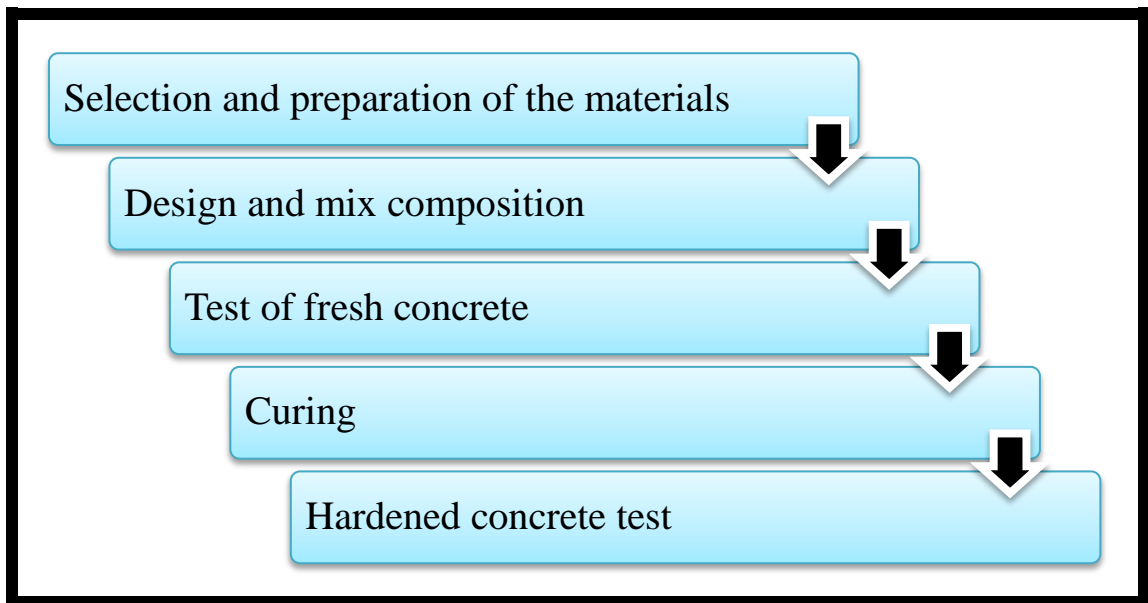 Selection and preparation of the materials
Design and mix composition
Test of fresh concrete
Curing
Hardened concrete test